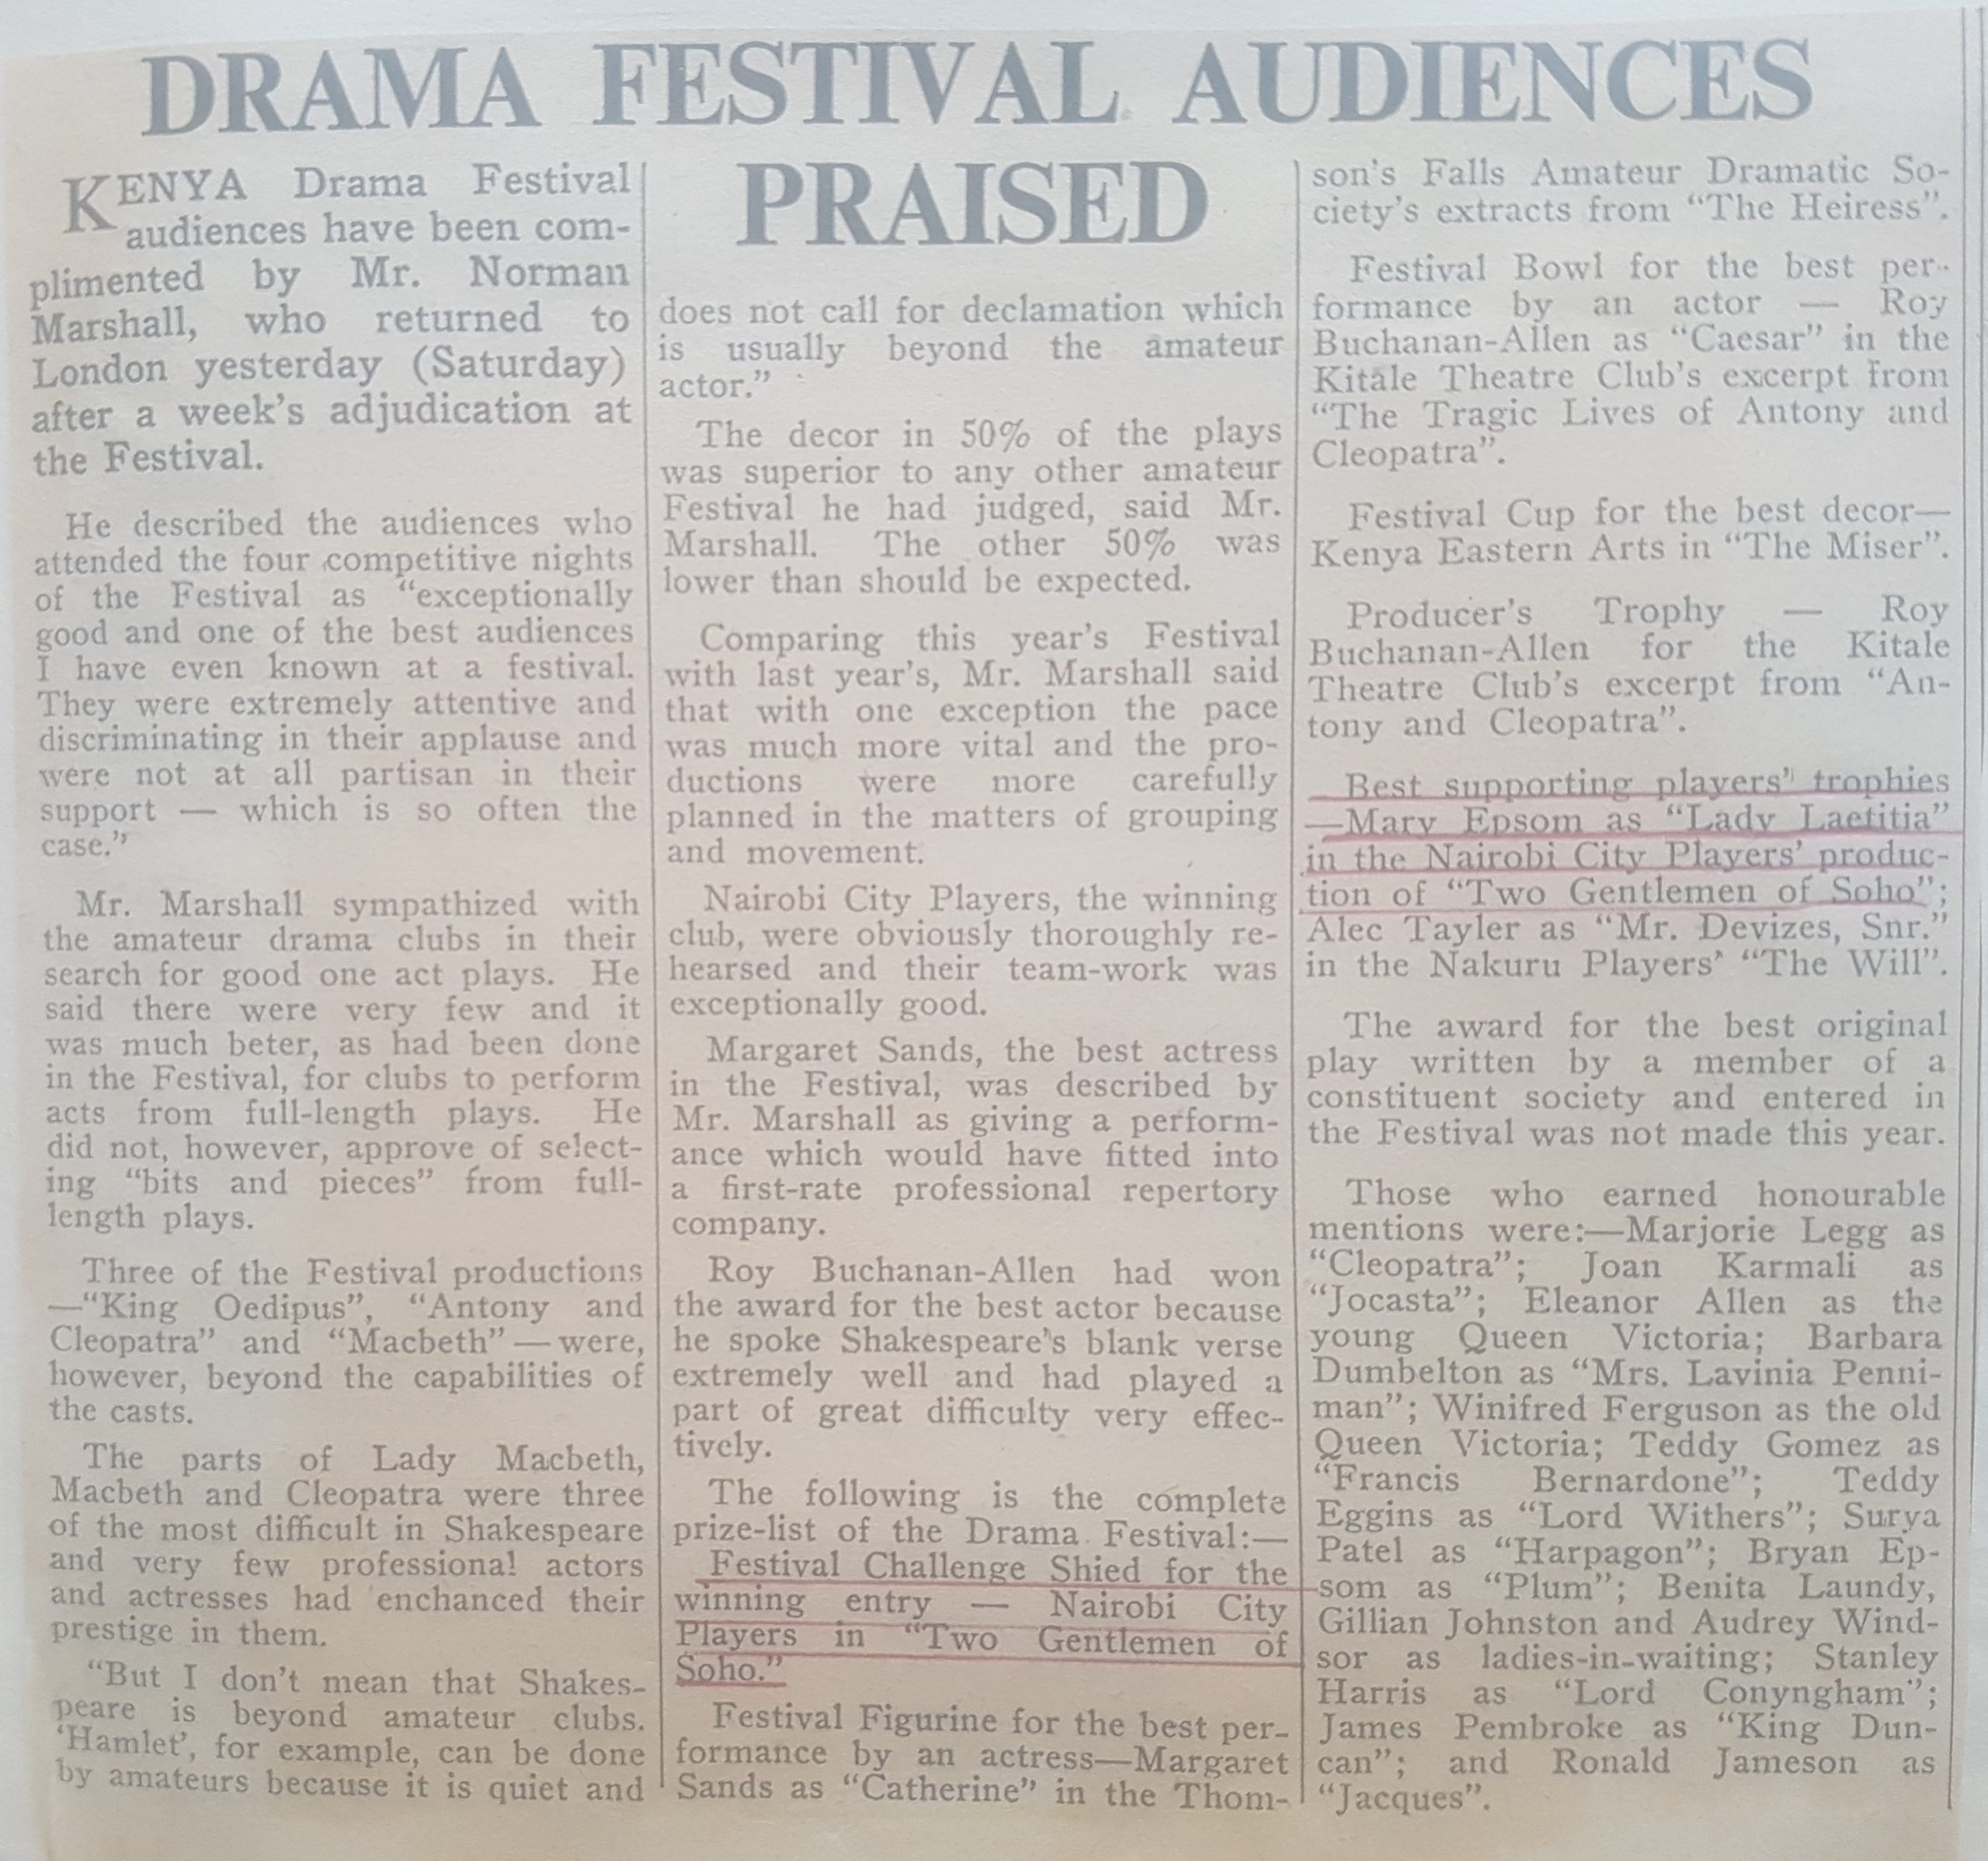 DRAMA FESTIVAL AUDIENCES
PRAISED
KENYA Drama Festival
audiences have been com-
plimented by Mr. Norman
Marshall, who returned to
London yesterday (Saturday)
after a week's adjudication at
the Festival.
He described the audiences who
attended the four competitive nights
of the Festival as "exceptionally
good and one of the best audiences
I have even known at a festival.
They were extremely attentive and
discriminating in their applause and
were not at all partisan in their
support — which is so often the
case."
Mr. Marshall sympathized with
the amateur drama clubs in their
search for good one act plays. He
said there were very few and it
was much beter, as had been done
in the Festival, for clubs to perform
acts from full-length plays. He
did not, however, approve of select-
ing "bits and pieces" from full-
length plays.
Three of the Festival productions
—"King Oedipus", "Antony and
Cleopatra" and "Macbeth" — were,
however, beyond the capabilities of
the casts.
The parts of Lady Macbeth,
Macbeth and Cleopatra were three
of the most difficult in Shakespeare
and very few professional actors
and actresses had enchanced their
prestige in them.
"But I don't mean that Shakes-
peare is beyond amateur clubs.
'Hamlet', for example, can be done
by amateurs because it is quiet and
does not call for declamation which
is usually beyond the amateur
actor."
The decor in 50% of the plays
was superior to any other amateur
Festival he had judged, said Mr.
Marshall. The other 50% was
lower than should be expected.
Comparing this year's Festival
with last year's, Mr. Marshall said
that with one exception the pace
was much more vital and the pro-
ductions were more carefully
planned in the matters of grouping
and movement.
Nairobi City Players, the winning
club, were obviously thoroughly re-
hearsed and their team-work was
exceptionally good.
Margaret Sands, the best actress
in the Festival, was described by
Mr. Marshall as giving a perform-
ance which would have fitted into
a first-rate professional repertory
company.
Roy Buchanan-Allen had won
the award for the best actor because
he spoke Shakespeare's blank verse
extremely well and had played a
part of great difficulty very effec-
tively.
The following is the complete
prize-list of the Drama Festival:—
Festival Challenge Shied for the
winning entry — Nairobi City
Players in "Two Gentlemen of
Soho."
Festival Figurine for the best per-
formance by an actress—Margaret
Sands as "Catherine" in the Thom-
son's Falls Amateur Dramatic So-
ciety's extracts from "The Heiress".
Festival Bowl for the best per-
formance by an actor — Roy
Buchanan-Allen as "Caesar" in the
Kitale Theatre Club's excerpt from
"The Tragic Lives of Antony and
Cleopatra".
Festival Cup for the best decor—
Kenya Eastern Arts in "The Miser".
Producer's Trophy — Roy
Buchanan-Allen for the Kitale
Theatre Club's excerpt from "An-
tony and Cleopatra".
Best supporting players' trophies
—Mary Epsom as "Lady Laetitia"
in the Nairobi City Players' produc-
tion of "Two Gentlemen of Soho";
Alec Tayler as "Mr. Devizes, Snr."
in the Nakuru Players' "The Will".
The award for the best original
play written by a member of a
constituent society and entered in
the Festival was not made this year.
Those who earned honourable
mentions were:—Marjorie Legg as
"Cleopatra"; Joan Karmali as
"Jocasta"; Eleanor Allen as the
young Queen Victoria; Barbara
Dumbelton as "Mrs. Lavinia Penni-
man"; Winifred Ferguson as the old
Queen Victoria; Teddy Gomez as
"Francis Bernardone"; Teddy
Eggins as "Lord Withers"; Surya
Patel as "Harpagon"; Bryan Ep-
som as "Plum"; Benita Laundy,
Gillian Johnston and Audrey Wind-
sor as ladies-in-waiting; Stanley
Harris as "Lord Conyngham";
James Pembroke as "King Dun-
can"; and Ronald Jameson as
"Jacques".